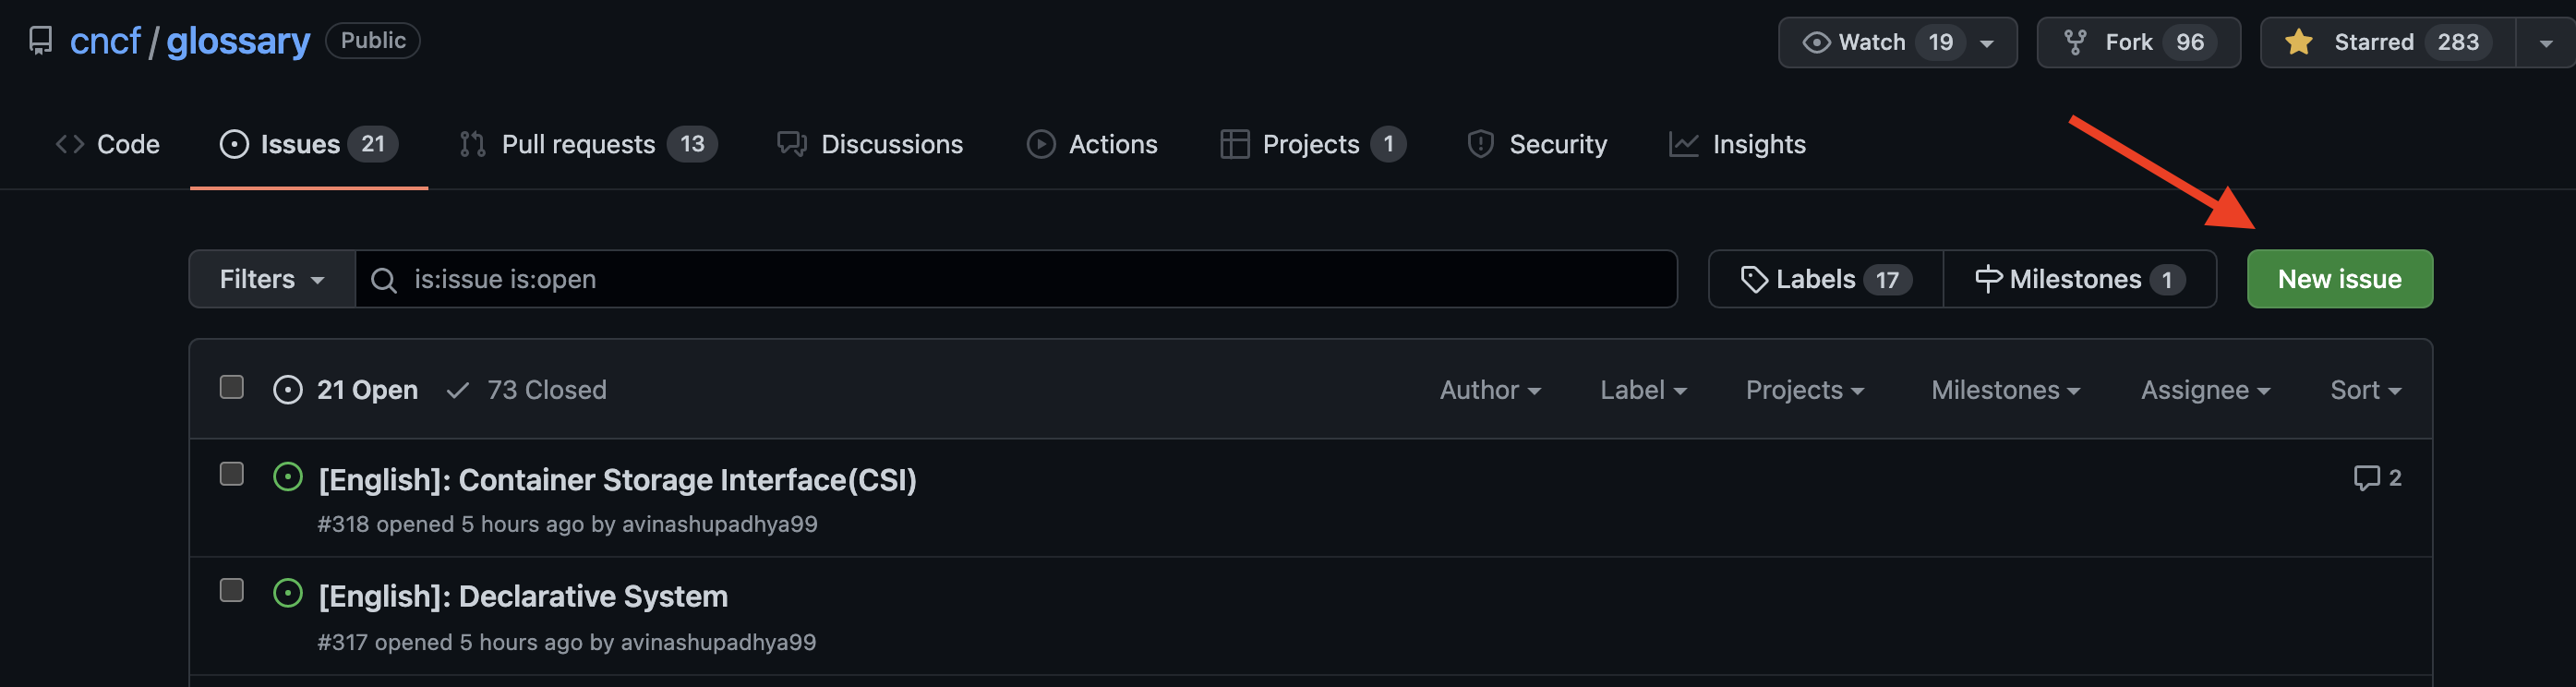 cncf / glossary Public Watch 19 Fork 96 Starred 283
Code Issues 21 Pull requests 13 Discussions Actions Projects 1 Security Insights
Filters is:issue is:open Labels 17 Milestones 1 New issue
21 Open 73 Closed Author Label Projects Milestones Assignee Sort
[English]: Container Storage Interface(CSI) 2
#318 opened 5 hours ago by avinashupadhya99
[English]: Declarative System
#317 opened 5 hours ago by avinashupadhya99